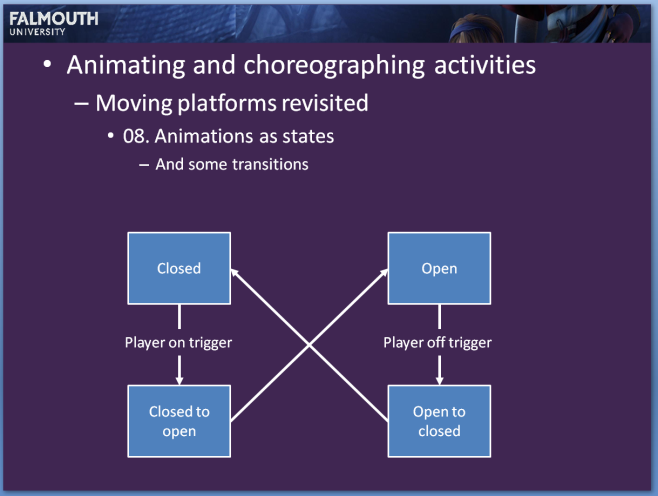 FALMOUTH
UNIVERSITY
• Animating and choreographing activities
– Moving platforms revisited
• 08. Animations as states
– And some transitions
Closed
Open
Player on trigger
Player off trigger
Closed to
open
Open to
closed